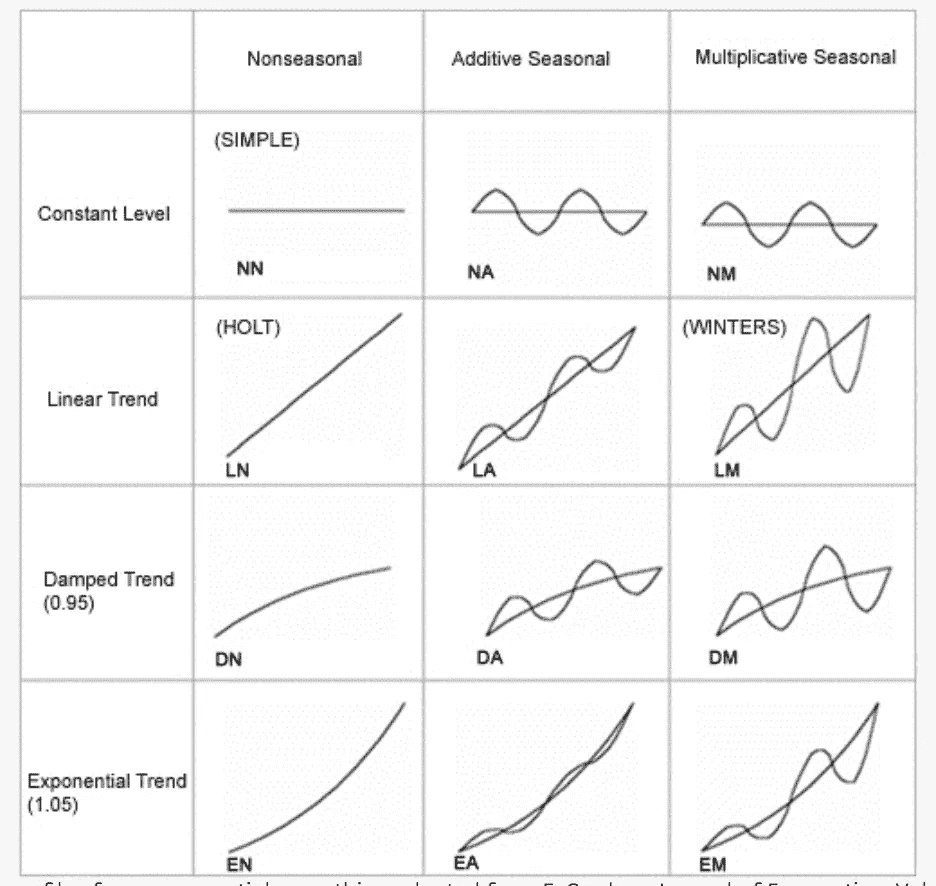 Nonseasonal
Additive Seasonal
Multiplicative Seasonal
Constant Level
(SIMPLE)
NN
NA
NM
Linear Trend
(HOLT)
LN
LA
(WINTERS)
LM
Damped Trend
(0.95)
DN
DA
DM
Exponential Trend
(1.05)
EN
EA
EM